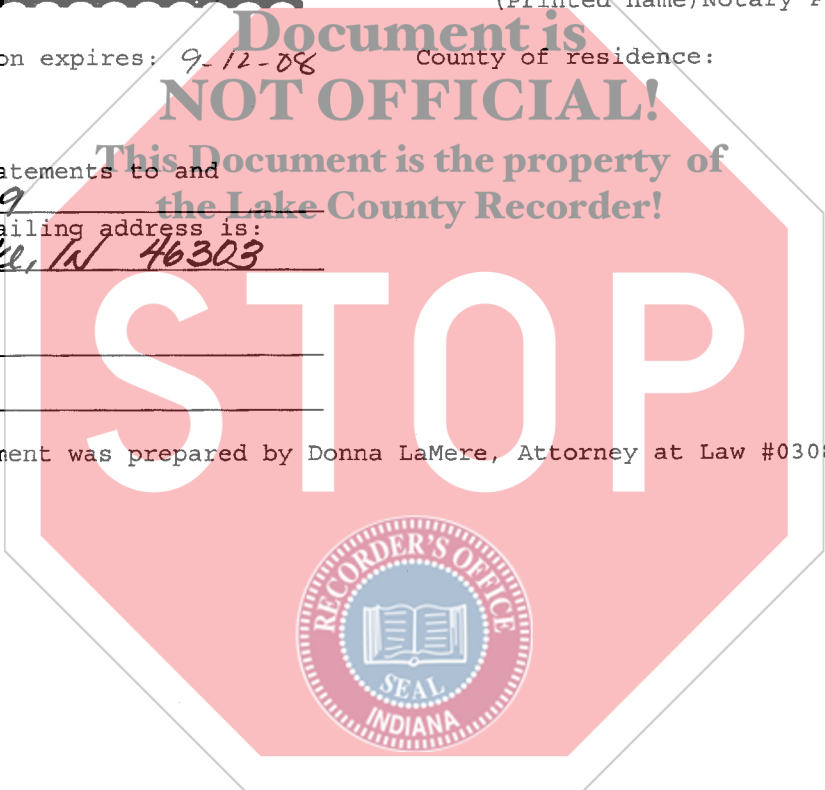 (Printed name)Notary P
Document is
on expires: 9-12-08 County of residence:
NOT OFFICIAL!
This Document is the property of
atements to and
9
the Lake County Recorder!
ailing address is:
IN 46303
STOP
ment was prepared by Donna LaMere, Attorney at Law #030
RECORDER'S OFFICE
SEAL
INDIANA